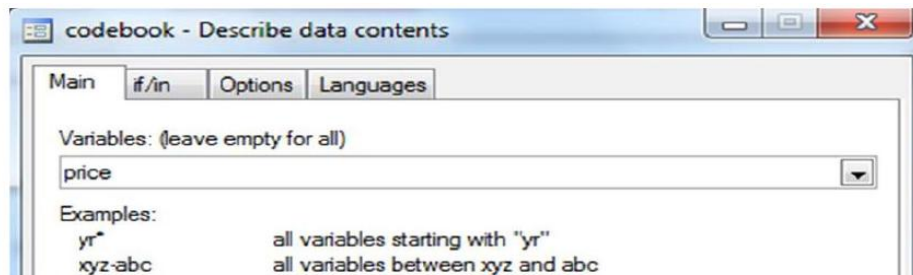 codebook - Describe data contents
Main if/in Options Languages
Variables: (leave empty for all)
price
Examples:
yr* all variables starting with "yr"
xyz-abc all variables between xyz and abc